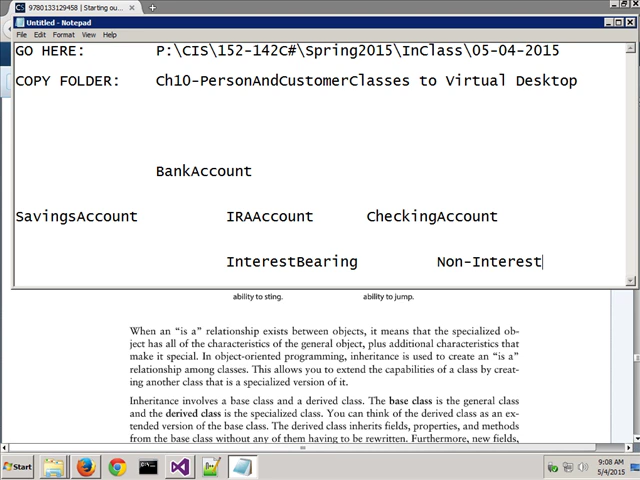 9780133129458 | Starting ou...
Untitled - Notepad
File Edit Format View Help
GO HERE: P:\CIS\152-142C#\Spring2015\InClass\05-04-2015
COPY FOLDER: Ch10-PersonAndCustomerClasses to Virtual Desktop
BankAccount
SavingsAccount IRAAccount CheckingAccount
InterestBearing Non-Interest
ability to sting. ability to jump.
When an “is a” relationship exists between objects, it means that the specialized ob-
ject has all of the characteristics of the general object, plus additional characteristics that
make it special. In object-oriented programming, inheritance is used to create an “is a”
relationship among classes. This allows you to extend the capabilities of a class by creat-
ing another class that is a specialized version of it.
Inheritance involves a base class and a derived class. The base class is the general class
and the derived class is the specialized class. You can think of the derived class as an ex-
tended version of the base class. The derived class inherits fields, properties, and methods
from the base class without any of them having to be rewritten. Furthermore, new fields,
Start
9:08 AM
5/4/2015